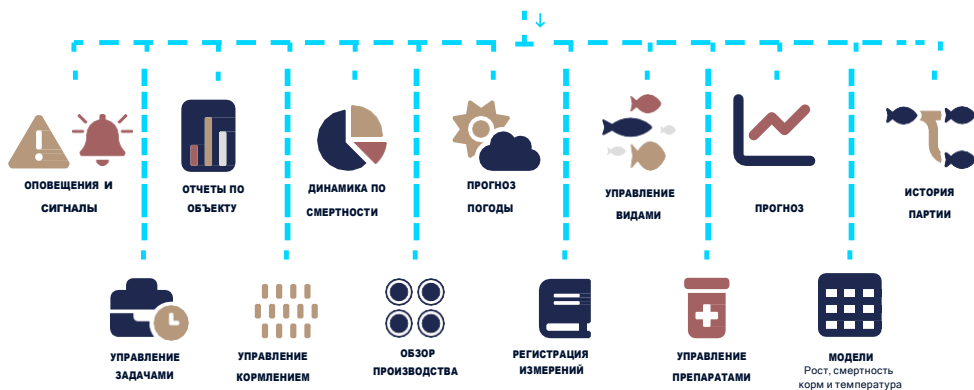 ОПОВЕЩЕНИЯ И
СИГНАЛЫ
ОТЧЕТЫ ПО
ОБЪЕКТУ
ДИНАМИКА ПО
СМЕРТНОСТИ
ПРОГНОЗ
ПОГОДЫ
УПРАВЛЕНИЕ
ВИДАМИ
ПРОГНОЗ
ИСТОРИЯ
ПАРТИИ
УПРАВЛЕНИЕ
ЗАДАЧАМИ
УПРАВЛЕНИЕ
КОРМЛЕНИЕМ
ОБЗОР
ПРОИЗВОДСТВА
РЕГИСТРАЦИЯ
ИЗМЕРЕНИЙ
УПРАВЛЕНИЕ
ПРЕПАРАТАМИ
МОДЕЛИ
Рост, смертность
корм и температура